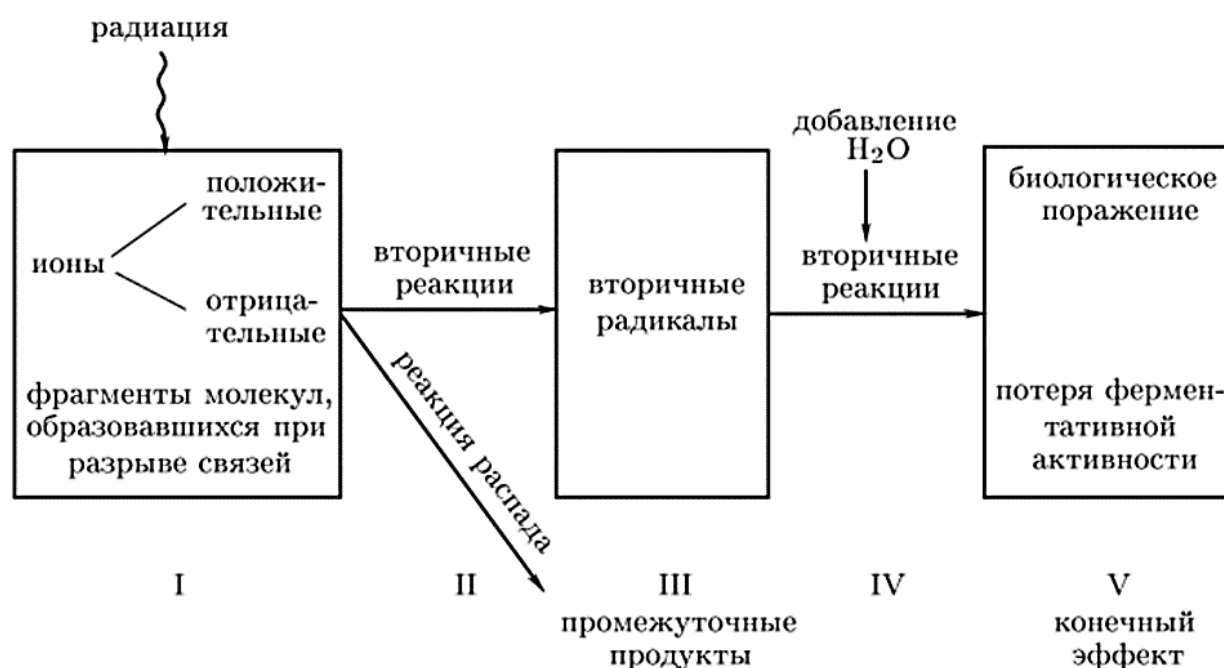 радиация
положи-
тельные
ионы
отрица-
тельные
фрагменты молекул,
образовавшихся при
разрыве связей
вторичные
реакции
реакция распада
вторичные
радикалы
добавление
H₂O
вторичные
реакции
биологическое
поражение
потеря фермен-
тативной
активности
I
II
III
IV
V
промежуточные
продукты
конечный
эффект